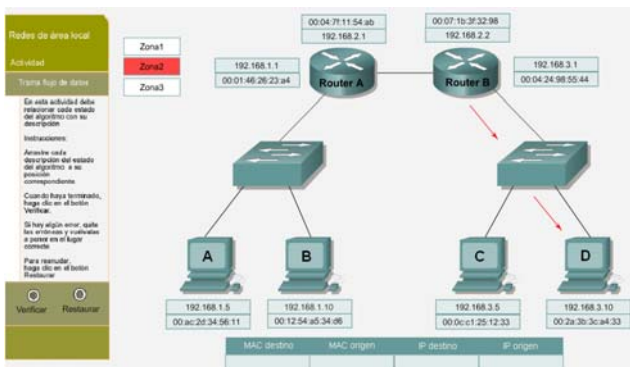 Redes de área local
Actividad
Trama flujo de datos
En esta actividad debe
relacionar cada estado
del algoritmo con su
descripción
Instrucciones:
Arrastre cada
descripción del estado
del algoritmo a su
posición
correspondiente.
Cuando haya terminado,
haga clic en el botón
Verificar.
Si hay algún error, quite
las erróneas y vuélvalas
a poner en el lugar
correcto
Para reanudar,
haga clic en el botón
Restaurar
Verificar
Restaurar
Zona1
Zona2
Zona3
00:04:7f:11:54:ab
192.168.2.1
00:07:1b:3f:32:98
192.168.2.2
192.168.1.1
00:01:46:26:23:a4
Router A
Router B
192.168.3.1
00:04:24:98:55:44
A
B
C
D
192.168.1.5
00:ac:2d:34:56:11
192.168.1.10
00:12:54:a5:34:d6
192.168.3.5
00:0c:c1:25:12:33
192.168.3.10
00:2a:3b:3c:a4:33
MAC destino
MAC origen
IP destino
IP origen